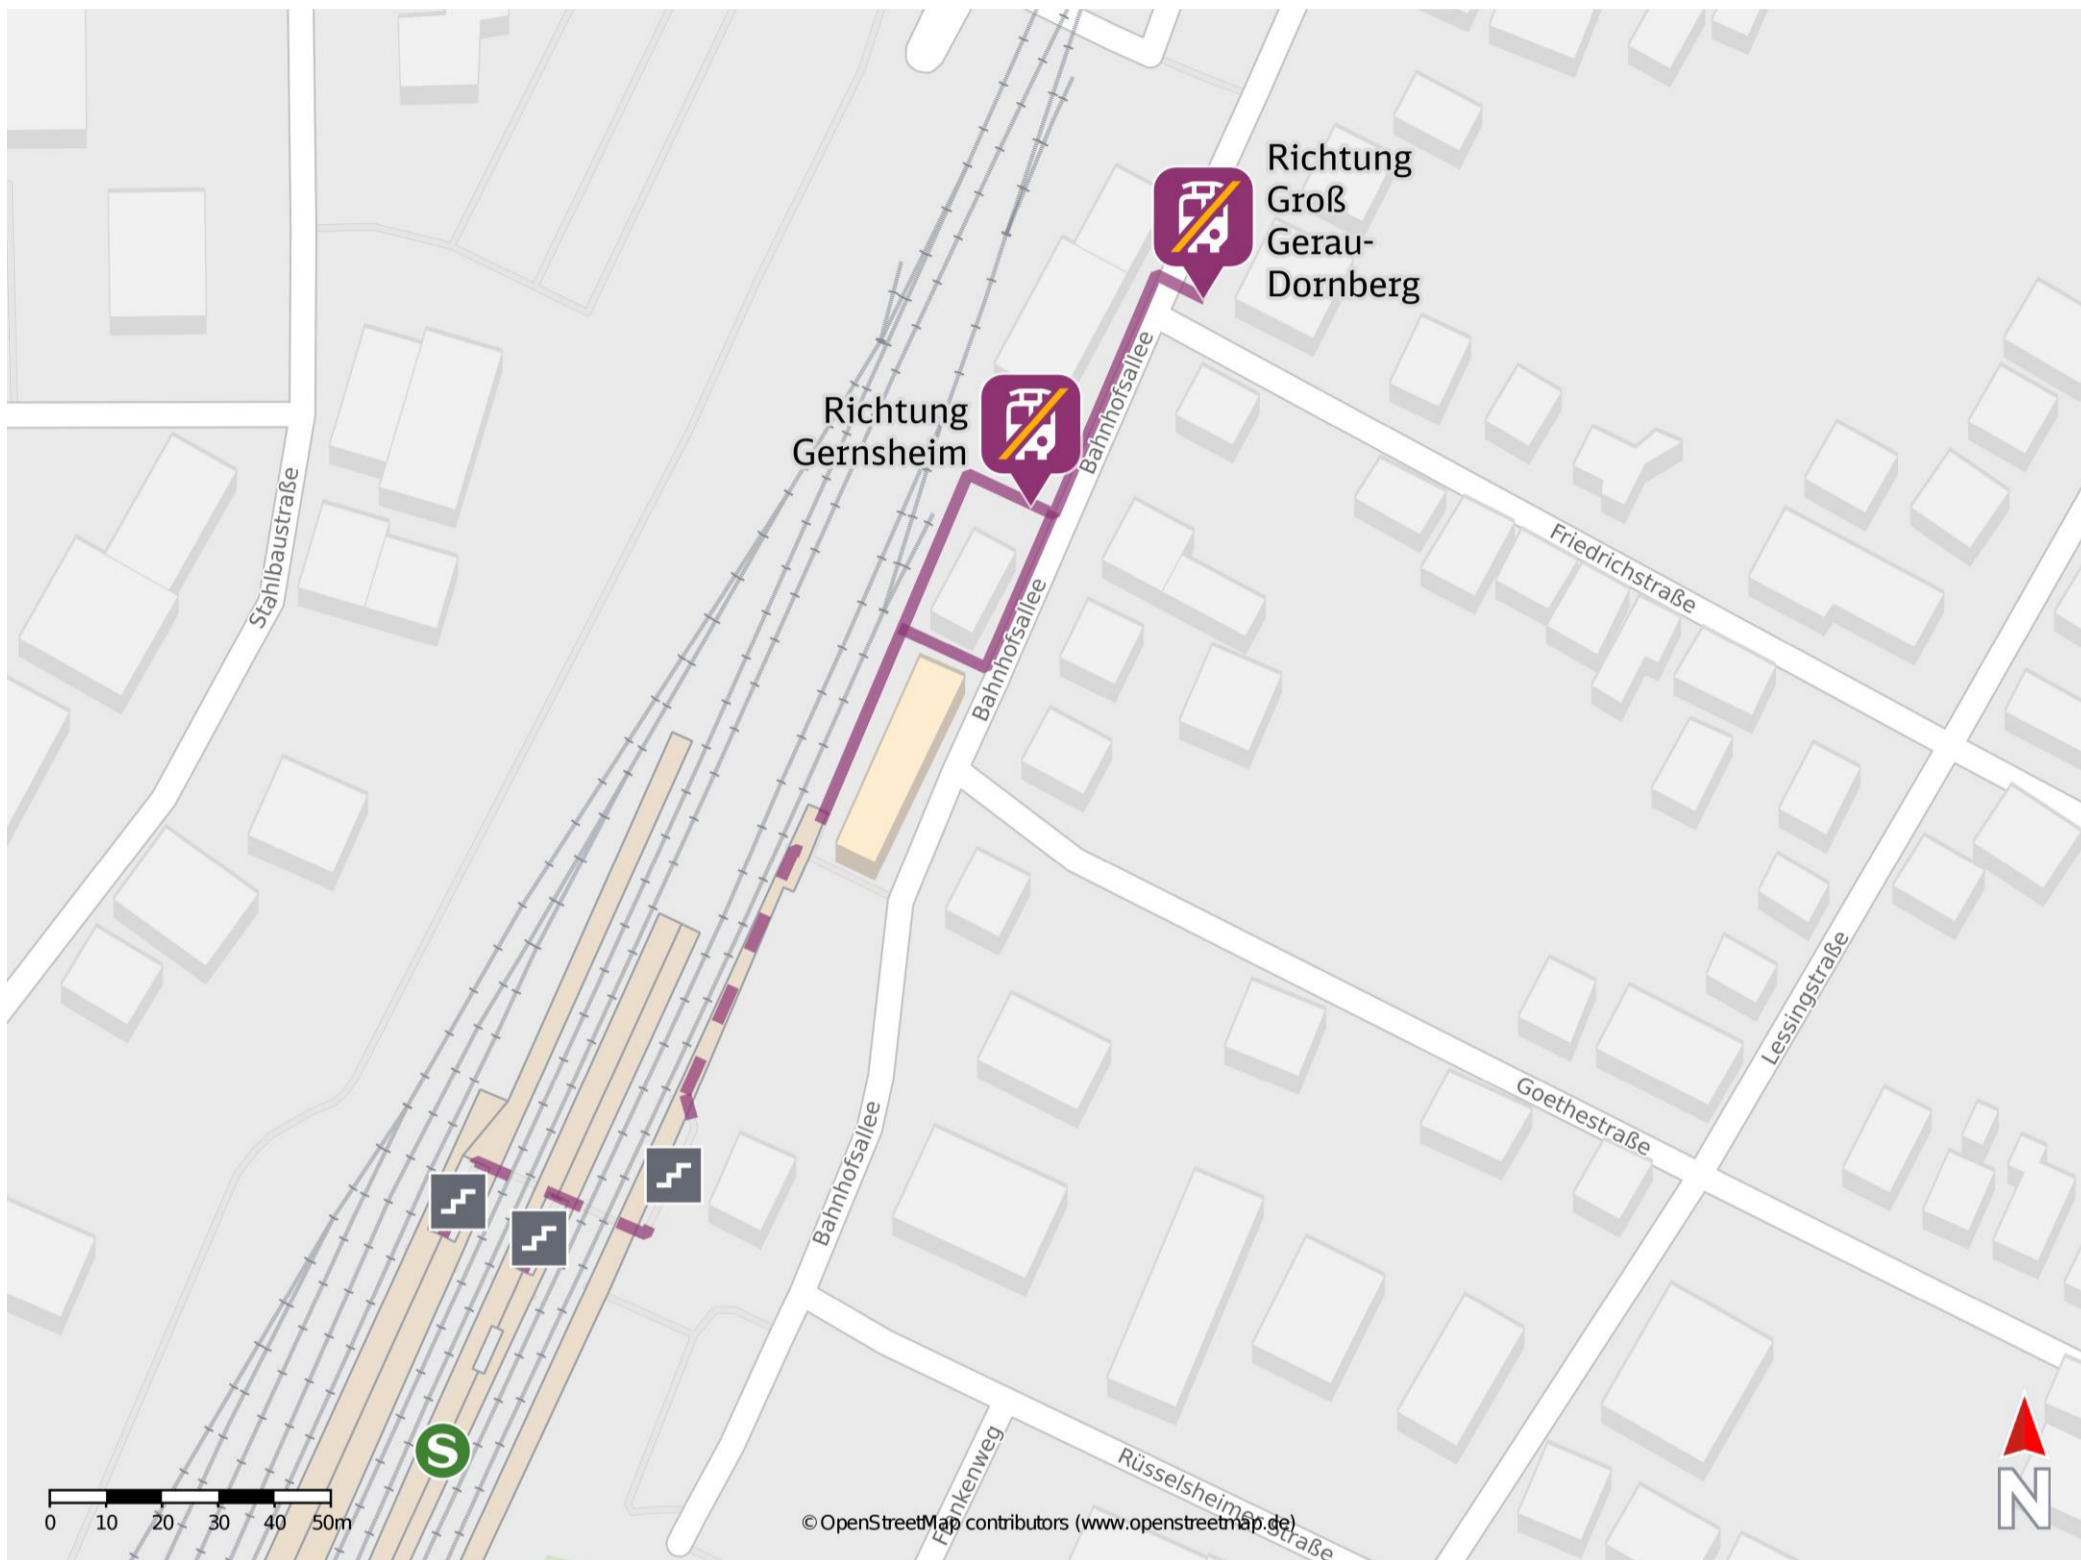 Richtung
Groß
Gerau-
Dornberg
Richtung
Gernsheim
Bahnhofsallee
Stahlbaustraße
Friedrichstraße
Bahnhofsallee
Lessingstraße
Goethestraße
Bahnhofsallee
S
Frankenweg
Rüsselsheimer Straße
0 10 20 30 40 50m
© OpenStreetMap contributors (www.openstreetmap.de)
N